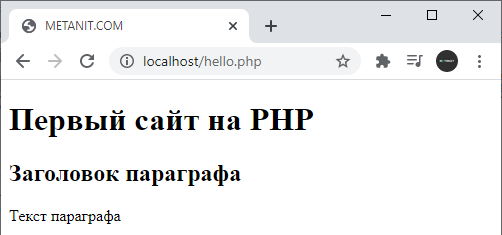 METANIT.COM
localhost/hello.php
Первый сайт на PHP
Заголовок параграфа
Текст параграфа